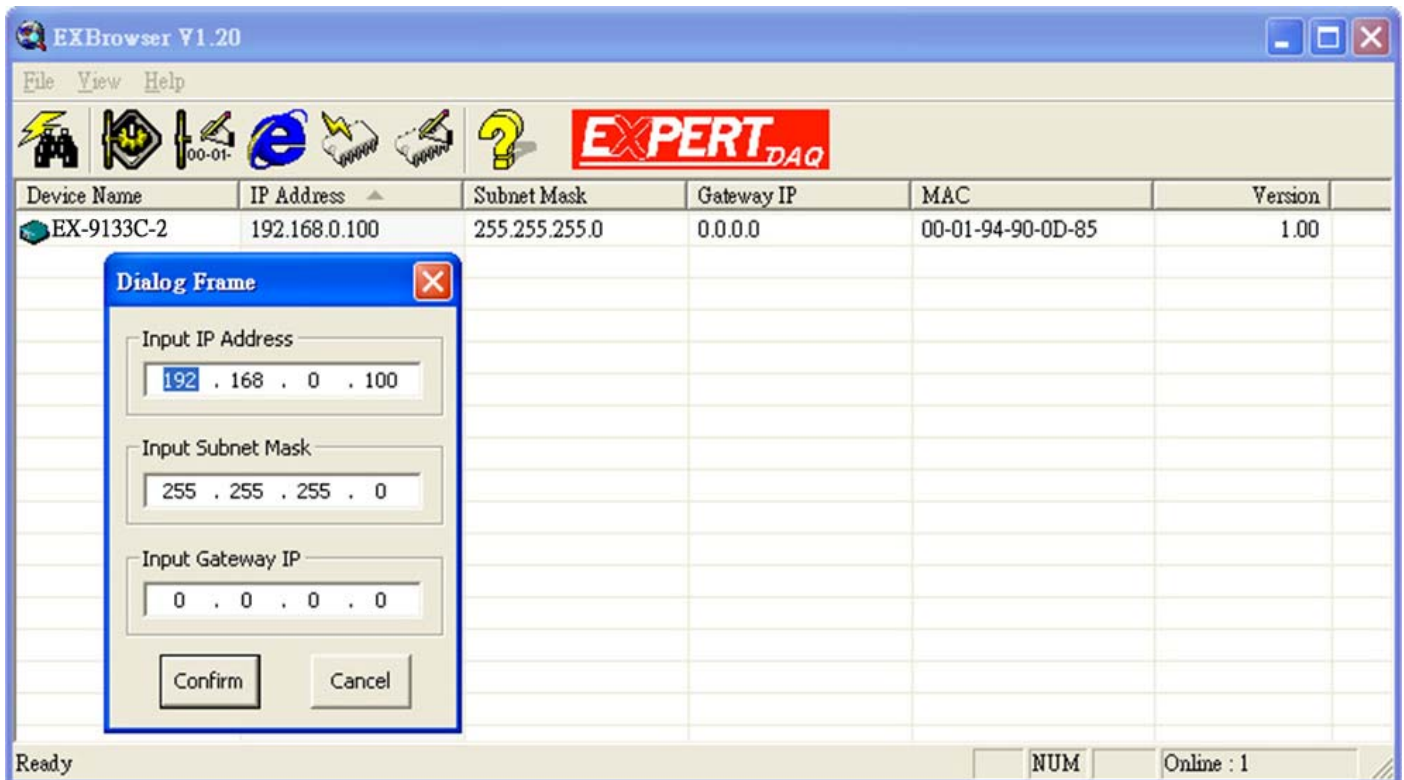 EXBrowser V1.20
File View Help
00-01-
EXPERT DAQ
Device Name IP Address Subnet Mask Gateway IP MAC Version
EX-9133C-2 192.168.0.100 255.255.255.0 0.0.0.0 00-01-94-90-0D-85 1.00
Dialog Frame
Input IP Address
192 . 168 . 0 . 100
Input Subnet Mask
255 . 255 . 255 . 0
Input Gateway IP
0 . 0 . 0 . 0
Confirm Cancel
Ready NUM Online : 1